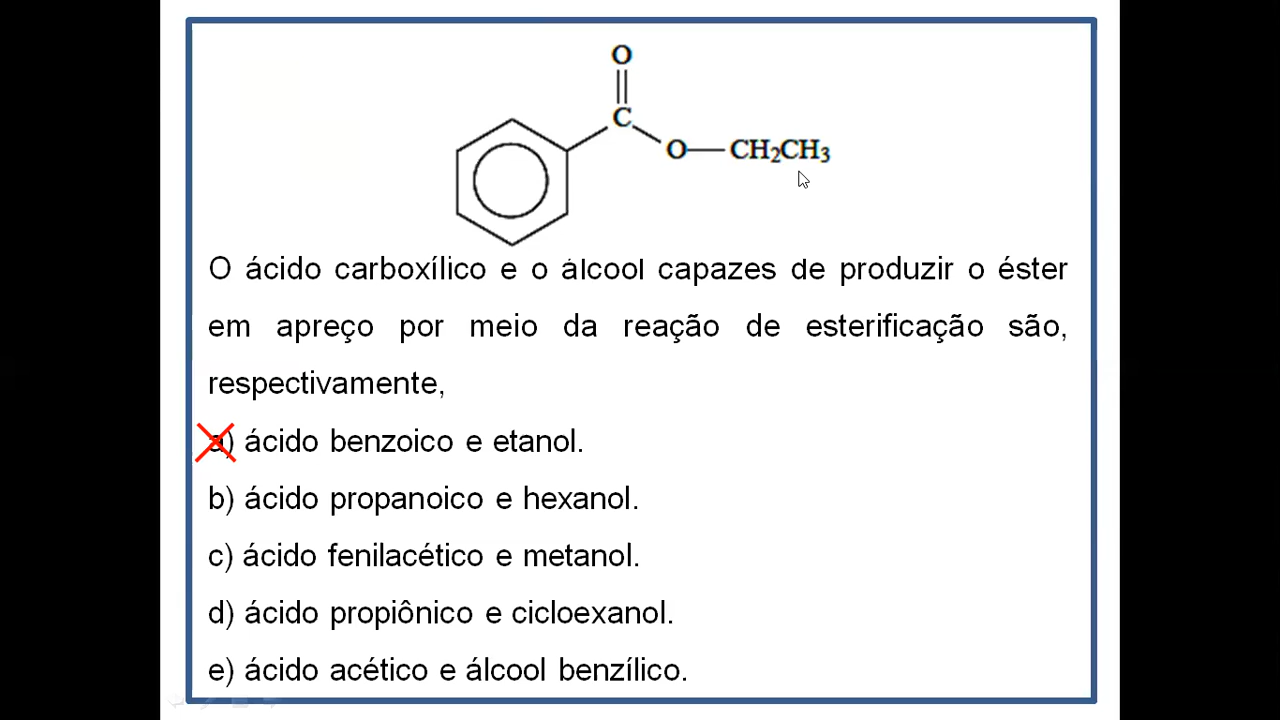 O
C
O CH₂CH₃
O ácido carboxílico e o álcool capazes de produzir o éster
em apreço por meio da reação de esterificação são,
respectivamente,
a) ácido benzoico e etanol.
b) ácido propanoico e hexanol.
c) ácido fenilacético e metanol.
d) ácido propiônico e cicloexanol.
e) ácido acético e álcool benzílico.